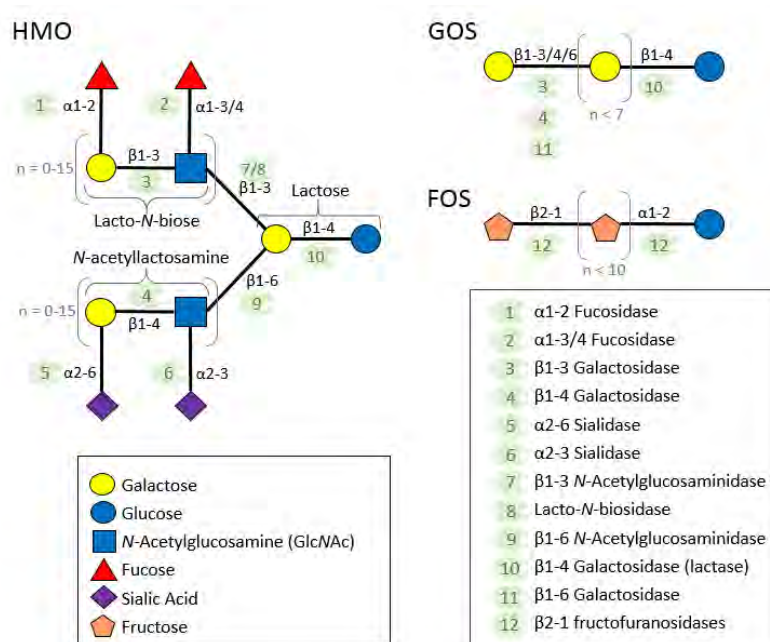 HMO
1 α1-2
2 α1-3/4
n = 0-15
β1-3
3
Lacto-N-biose
7/8
β1-3
Lactose
β1-4
10
N-acetyllactosamine
n = 0-15
4
β1-4
β1-6
9
5 α2-6
6 α2-3
Galactose
Glucose
N-Acetylglucosamine (GlcNAc)
Fucose
Sialic Acid
Fructose
GOS
β1-3/4/6
3
4
11
n < 7
β1-4
10
FOS
β2-1
12
n < 10
α1-2
12
1 α1-2 Fucosidase
2 α1-3/4 Fucosidase
3 β1-3 Galactosidase
4 β1-4 Galactosidase
5 α2-6 Sialidase
6 α2-3 Sialidase
7 β1-3 N-Acetylglucosaminidase
8 Lacto-N-biosidase
9 β1-6 N-Acetylglucosaminidase
10 β1-4 Galactosidase (lactase)
11 β1-6 Galactosidase
12 β2-1 fructofuranosidases